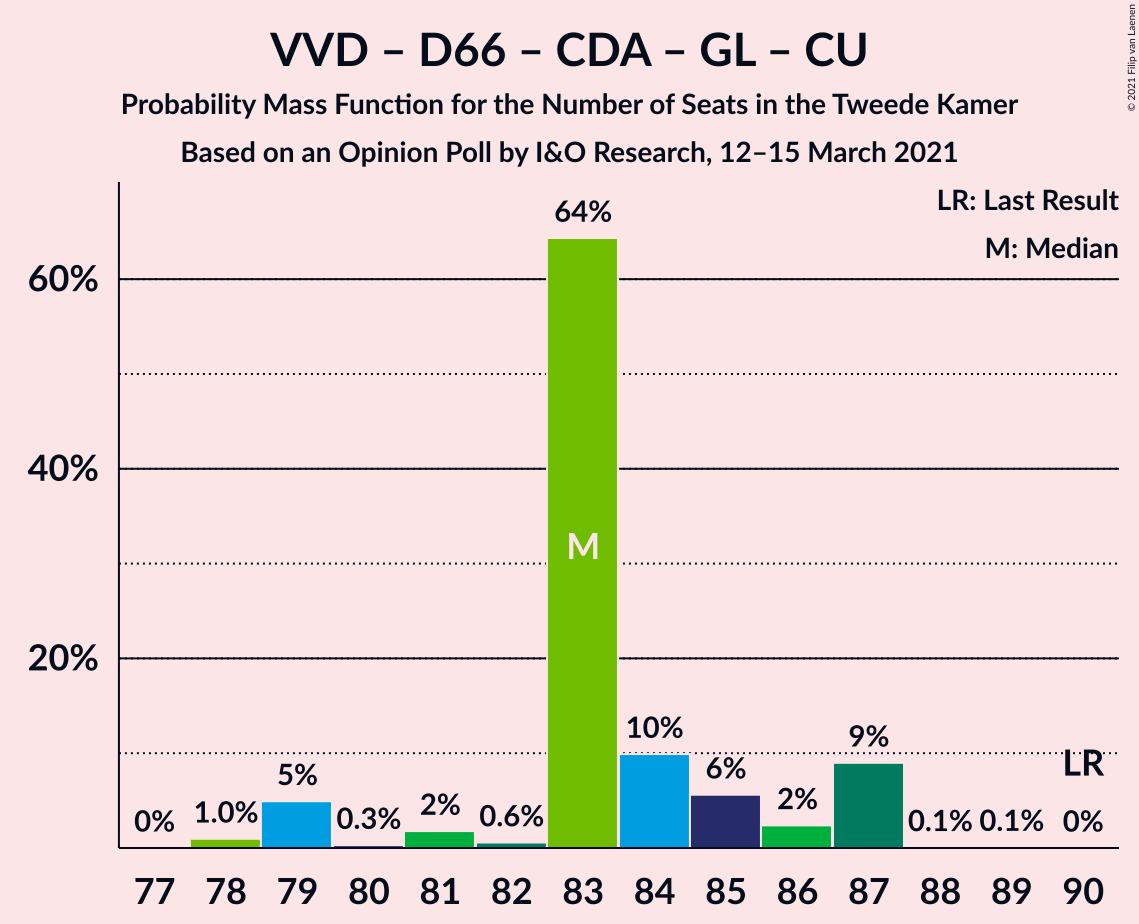 VVD – D66 – CDA – GL – CU
Probability Mass Function for the Number of Seats in the Tweede Kamer
Based on an Opinion Poll by I&O Research, 12–15 March 2021
© 2021 Filip van Laenen
LR: Last Result
M: Median
60%
40%
20%
0%
1.0%
5%
0.3%
2%
0.6%
64%
M
10%
6%
2%
9%
0.1%
0.1%
LR
0%
77 78 79 80 81 82 83 84 85 86 87 88 89 90